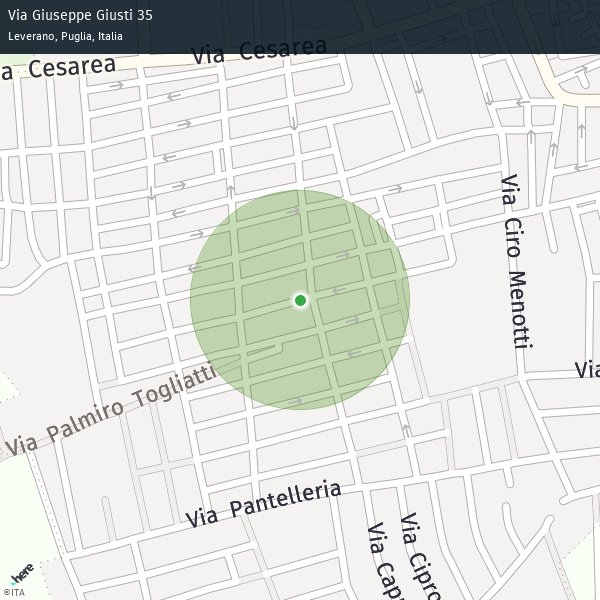 Via Giuseppe Giusti 35
Leverano, Puglia, Italia
Via Cesarea
a Cesarea
Via Ciro Menotti
Via
Via Palmiro Togliatti
Via Pantelleria
Via Cap
Via Cipro
here
©ITA